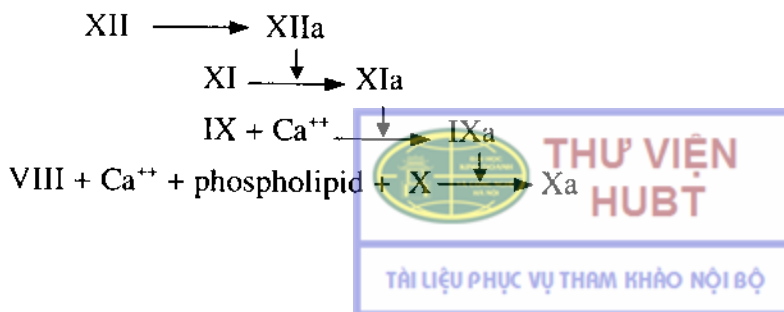 XII → XIIa
XI → XIa
IX + Ca⁺⁺ → IXa
VIII + Ca⁺⁺ + phospholipid + X → Xa
THƯ VIỆN
HUBT
TÀI LIỆU PHỤC VỤ THAM KHẢO NỘI BỘ